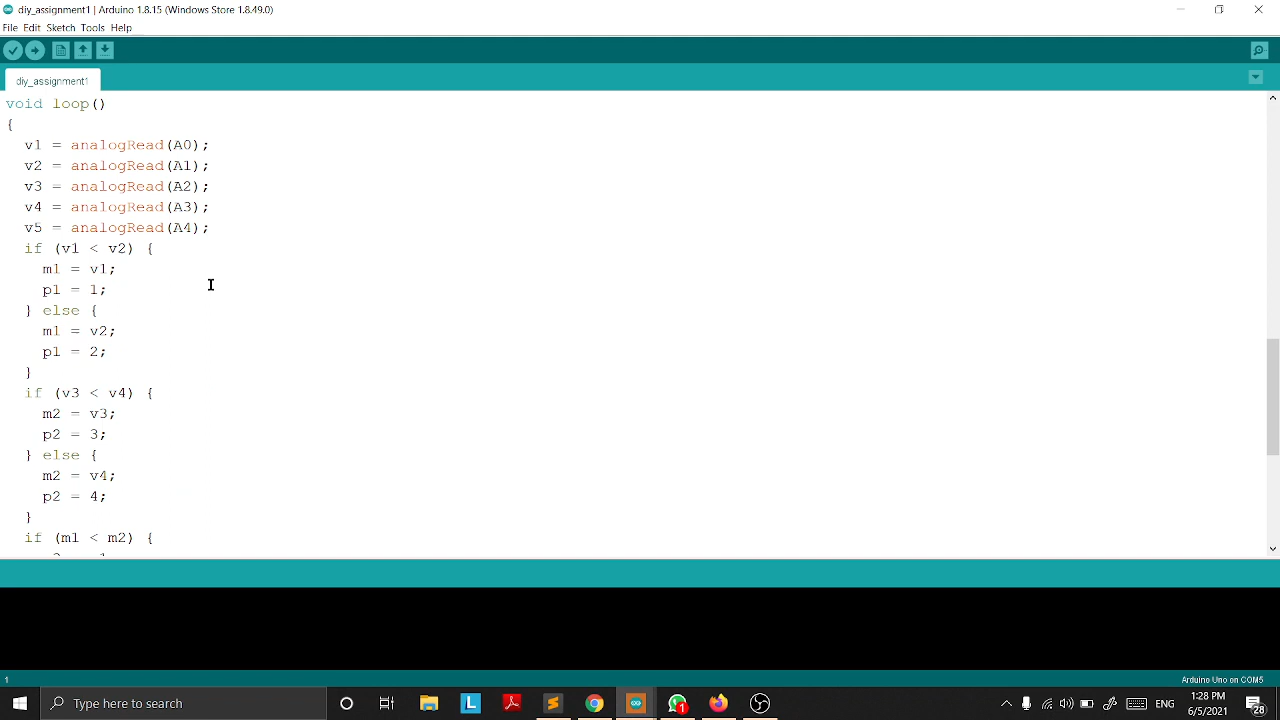 diy_assignment1 | Arduino 1.8.15 (Windows Store 1.8.49.0)
File Edit Sketch Tools Help
diy_assignment1
void loop()
{
v1 = analogRead(A0);
v2 = analogRead(A1);
v3 = analogRead(A2);
v4 = analogRead(A3);
v5 = analogRead(A4);
if (v1 < v2) {
m1 = v1;
p1 = 1;
} else {
m1 = v2;
p1 = 2;
}
if (v3 < v4) {
m2 = v3;
p2 = 3;
} else {
m2 = v4;
p2 = 4;
}
if (m1 < m2) {
1
Arduino Uno on COM5
Type here to search
L
1
ENG
1:28 PM
6/5/2021
28